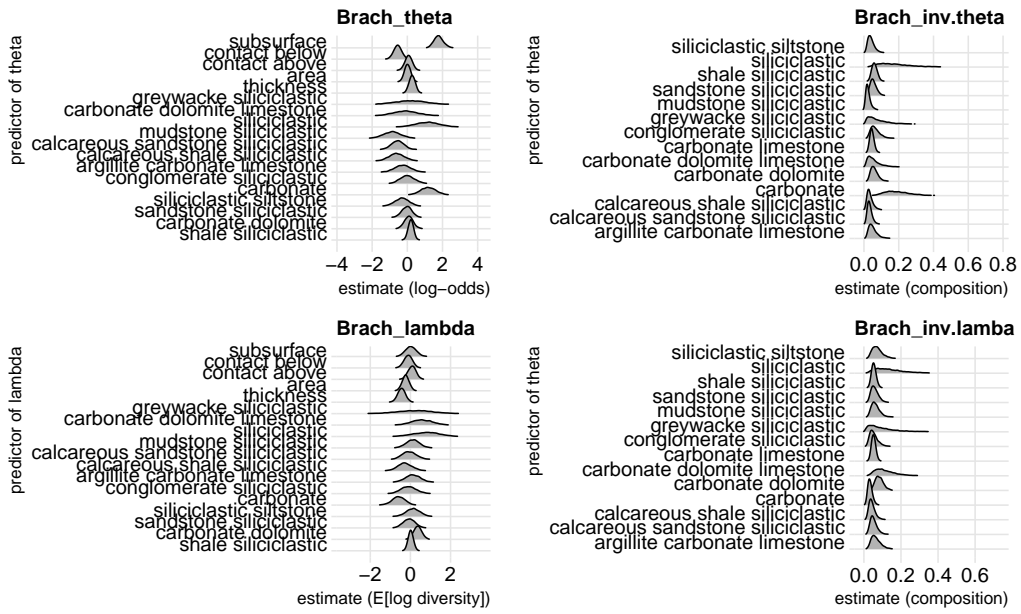 Brach_theta
predictor of theta
subsurface
contact below
contact above
area
thickness
greywacke siliciclastic
carbonate dolomite limestone
siliciclastic
mudstone siliciclastic
calcareous sandstone siliciclastic
calcareous shale siliciclastic
argillite carbonate limestone
conglomerate siliciclastic
carbonate
siliciclastic siltstone
sandstone siliciclastic
carbonate dolomite
shale siliciclastic
−4 −2 0 2 4
estimate (log−odds)
Brach_inv.theta
predictor of theta
siliciclastic siltstone
siliciclastic
shale siliciclastic
sandstone siliciclastic
mudstone siliciclastic
greywacke siliciclastic
conglomerate siliciclastic
carbonate limestone
carbonate dolomite limestone
carbonate dolomite
carbonate
calcareous shale siliciclastic
calcareous sandstone siliciclastic
argillite carbonate limestone
0.0 0.2 0.4 0.6 0.8
estimate (composition)
Brach_lambda
predictor of lambda
subsurface
contact below
contact above
area
thickness
greywacke siliciclastic
carbonate dolomite limestone
siliciclastic
mudstone siliciclastic
calcareous sandstone siliciclastic
calcareous shale siliciclastic
argillite carbonate limestone
conglomerate siliciclastic
carbonate
siliciclastic siltstone
sandstone siliciclastic
carbonate dolomite
shale siliciclastic
−2 0 2
estimate (E[log diversity])
Brach_inv.lamba
predictor of theta
siliciclastic siltstone
siliciclastic
shale siliciclastic
sandstone siliciclastic
mudstone siliciclastic
greywacke siliciclastic
conglomerate siliciclastic
carbonate limestone
carbonate dolomite limestone
carbonate dolomite
carbonate
calcareous shale siliciclastic
calcareous sandstone siliciclastic
argillite carbonate limestone
0.0 0.2 0.4 0.6
estimate (composition)